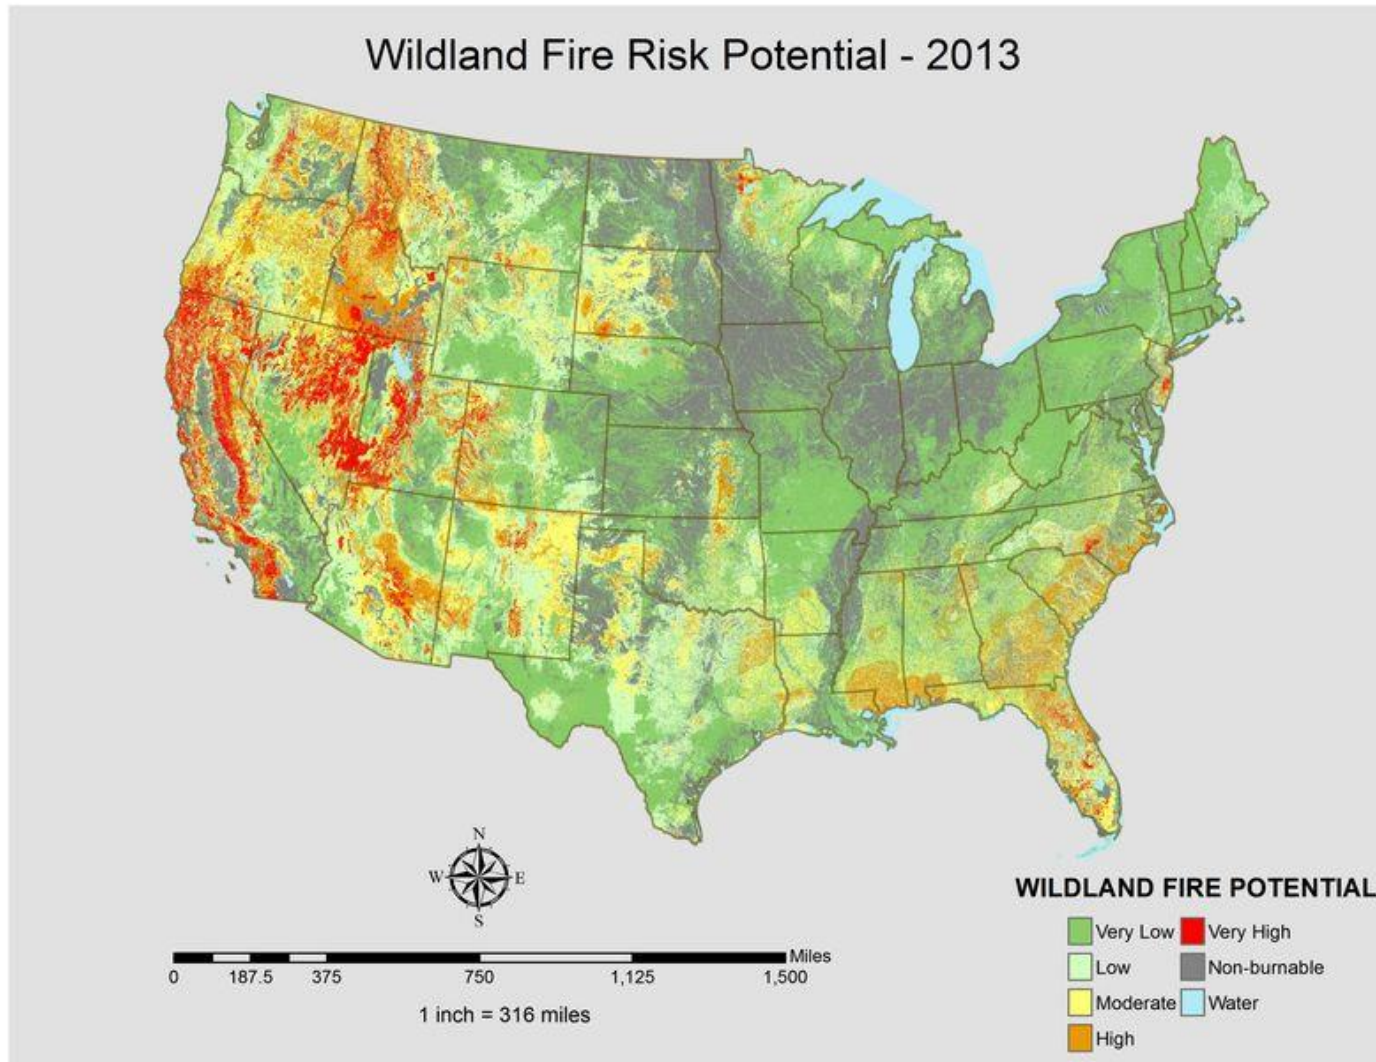 Wildland Fire Risk Potential - 2013
N
W E
S
Miles
0 187.5 375 750 1,125 1,500
1 inch = 316 miles
WILDLAND FIRE POTENTIAL
Very Low Very High
Low Non-burnable
Moderate Water
High